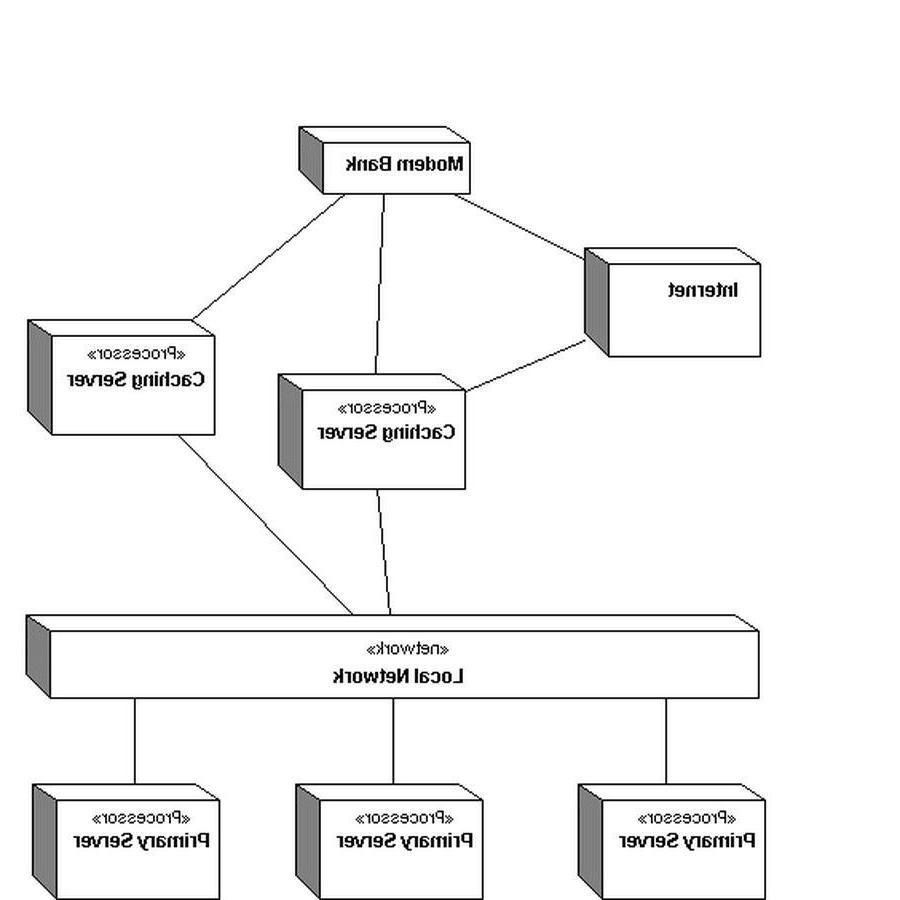 Modem Bank
Internet
«Processor»
Caching Server
«Processor»
Caching Server
«network»
Local Network
«Processor»
Primary Server
«Processor»
Primary Server
«Processor»
Primary Server